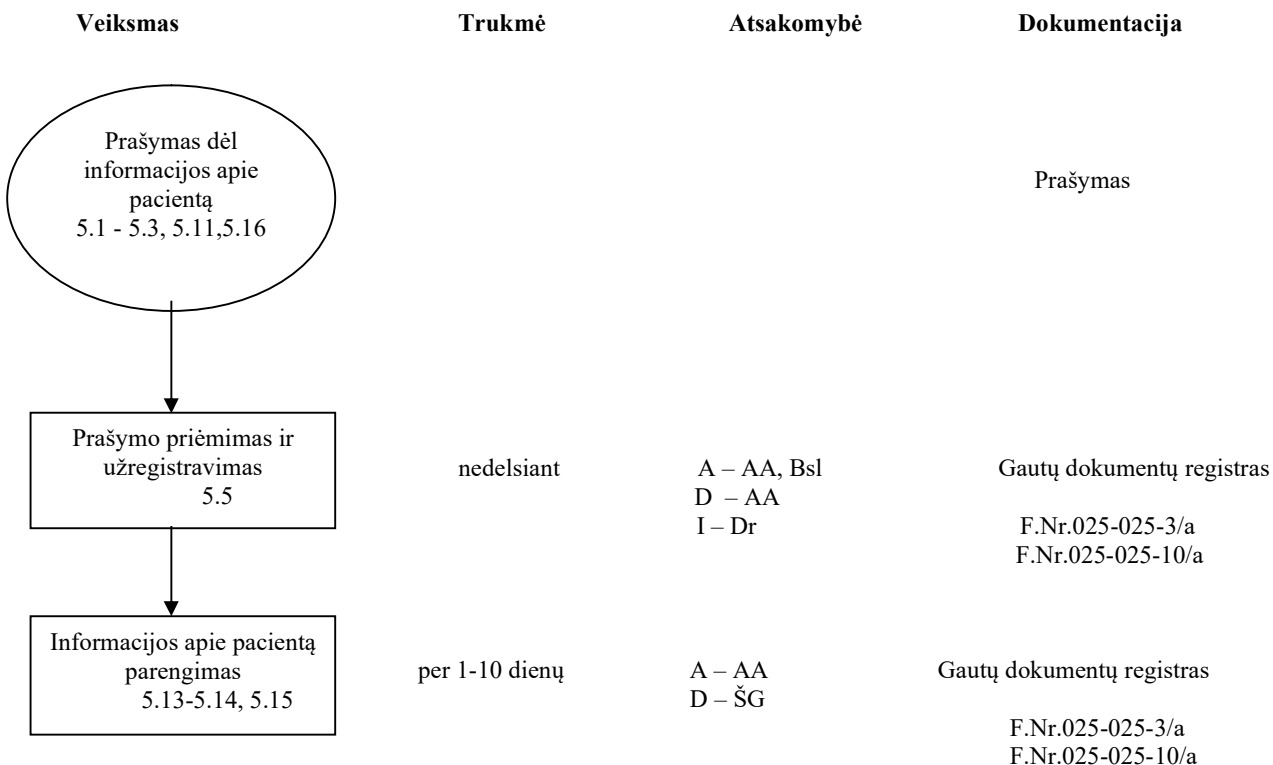 Veiksmas Trukmė Atsakomybė Dokumentacija
Prašymas dėl
informacijos apie
pacientą
5.1 - 5.3, 5.11,5.16
Prašymas
Prašymo priėmimas ir
užregistravimas
5.5
nedelsiant
A – AA, Bsl
D – AA
I – Dr
Gautų dokumentų registras
F.Nr.025-025-3/a
F.Nr.025-025-10/a
Informacijos apie pacientą
parengimas
5.13-5.14, 5.15
per 1-10 dienų
A – AA
D – ŠG
Gautų dokumentų registras
F.Nr.025-025-3/a
F.Nr.025-025-10/a